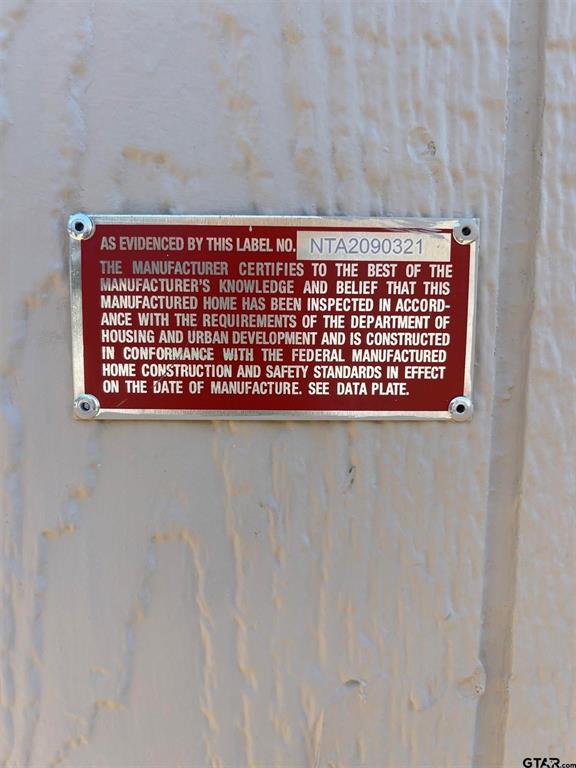 AS EVIDENCED BY THIS LABEL NO. NTA2090321
THE MANUFACTURER CERTIFIES TO THE BEST OF THE
MANUFACTURER'S KNOWLEDGE AND BELIEF THAT THIS
MANUFACTURED HOME HAS BEEN INSPECTED IN ACCORD-
ANCE WITH THE REQUIREMENTS OF THE DEPARTMENT OF
HOUSING AND URBAN DEVELOPMENT AND IS CONSTRUCTED
IN CONFORMANCE WITH THE FEDERAL MANUFACTURED
HOME CONSTRUCTION AND SAFETY STANDARDS IN EFFECT
ON THE DATE OF MANUFACTURE. SEE DATA PLATE.
GTAR.com